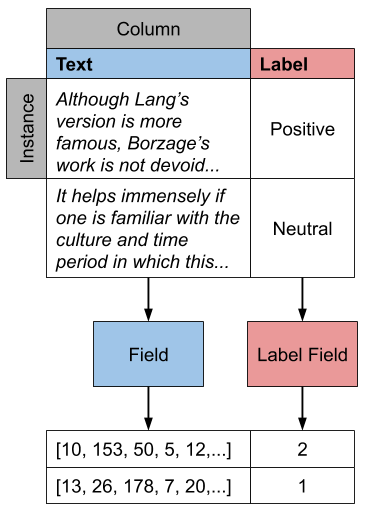 Column
Text Label
Instance
Although Lang's
version is more
famous, Borzage's
work is not devoid...
Positive
It helps immensely if
one is familiar with the
culture and time
period in which this...
Neutral
Field Label Field
[10, 153, 50, 5, 12,...] 2
[13, 26, 178, 7, 20,...] 1